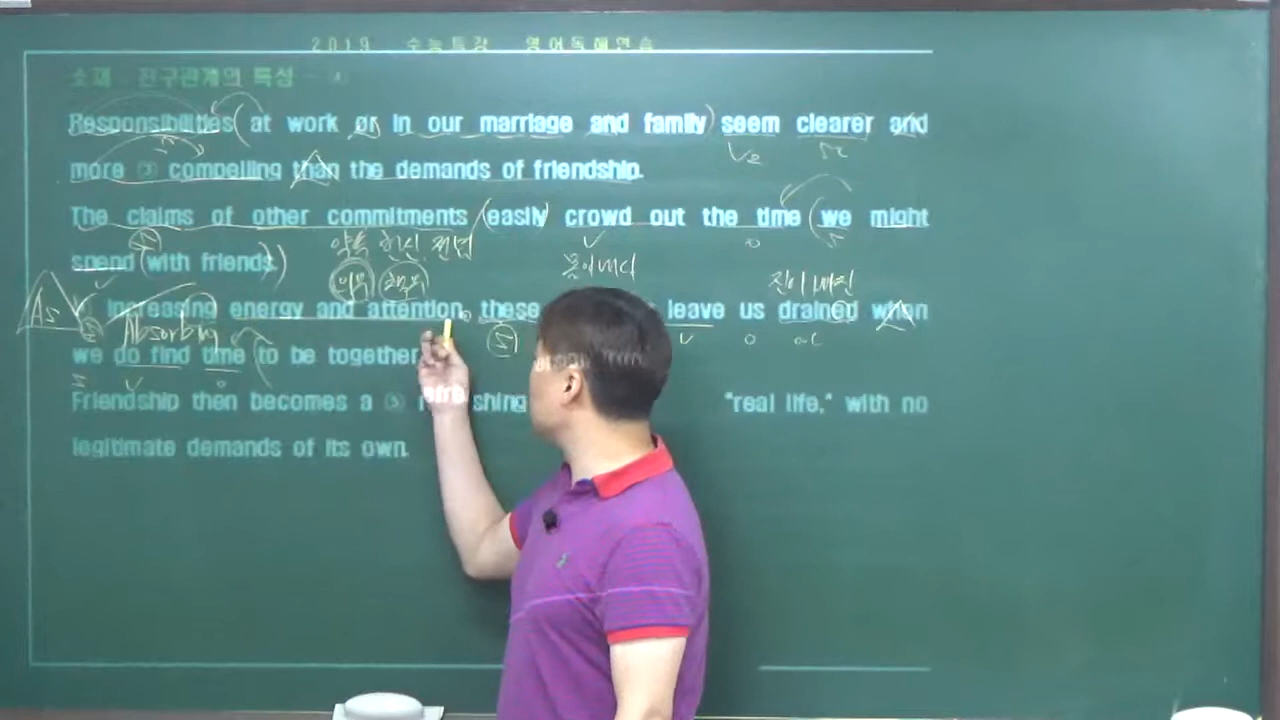 2019 수능특강 영어독해연습
소재 : 친구관계의 특성 -
Responsibilities (at work or in our marriage and family) seem clearer and
more ③ compelling than the demands of friendship.
The claims of other commitments (easily) crowd out the time (we might
약속 헌신 전념
spend (with friends))
의무
몰아내다
진이 빠진
As
increasing energy and attention, these leave us drained when
Absorbing
we do find time to be together
Friendship then becomes a ⑤ shing "real life," with no
legitimate demands of its own.